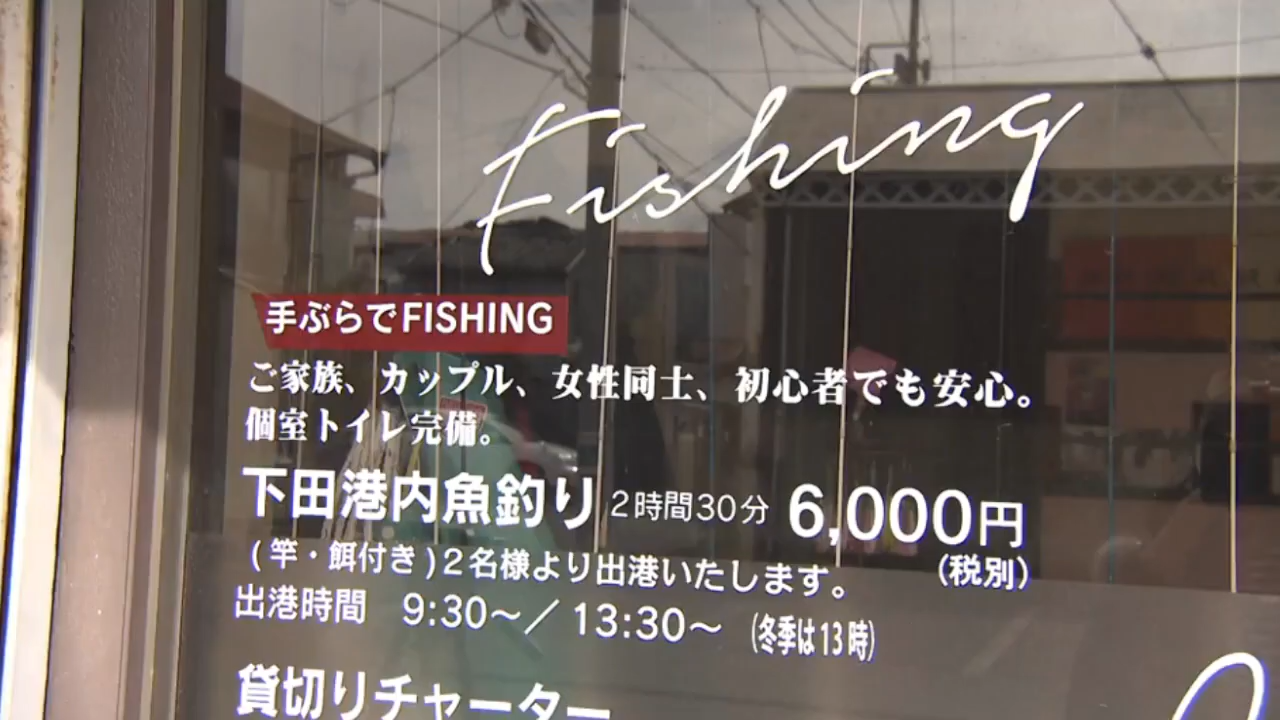 Fishing
手ぶらでFISHING
ご家族、カップル、女性同士、初心者でも安心。
個室トイレ完備。
下田港内魚釣り 2時間30分 6,000円
(竿・餌付き)2名様より出港いたします。 (税別)
出港時間 9:30〜／13:30〜 (冬季は13時)
貸切りチャーター